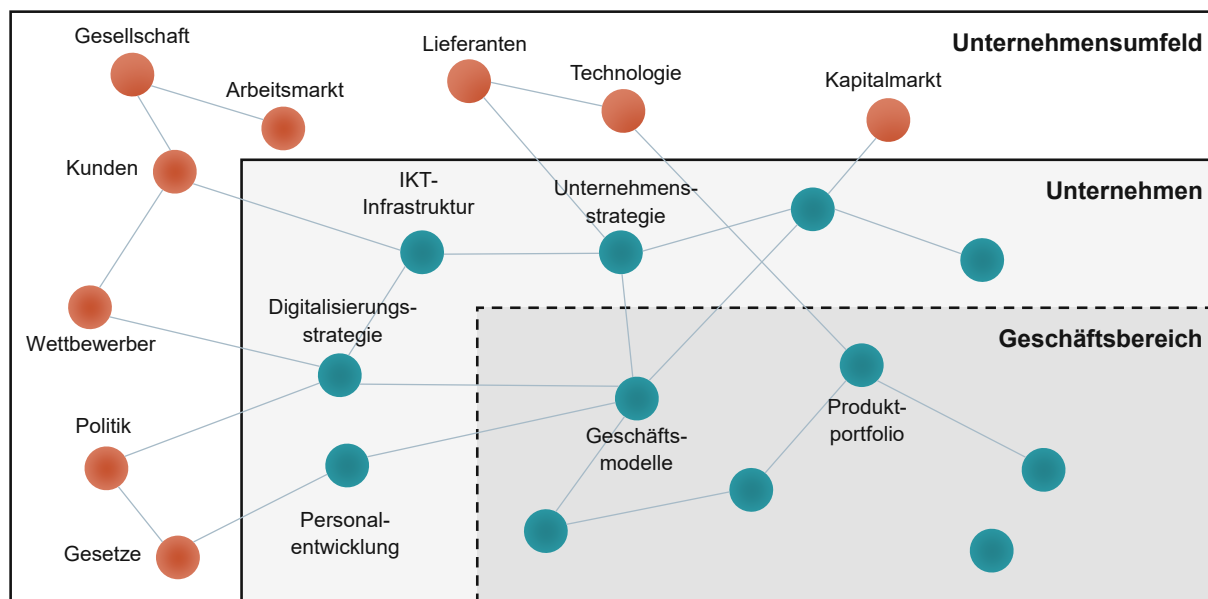 Gesellschaft
Lieferanten
Unternehmensumfeld
Technologie
Kapitalmarkt
Arbeitsmarkt
Kunden
IKT-
Infrastruktur
Unternehmens-
strategie
Unternehmen
Digitalisierungs-
strategie
Wettbewerber
Geschäftsbereich
Politik
Geschäfts-
modelle
Produkt-
portfolio
Personal-
entwicklung
Gesetze